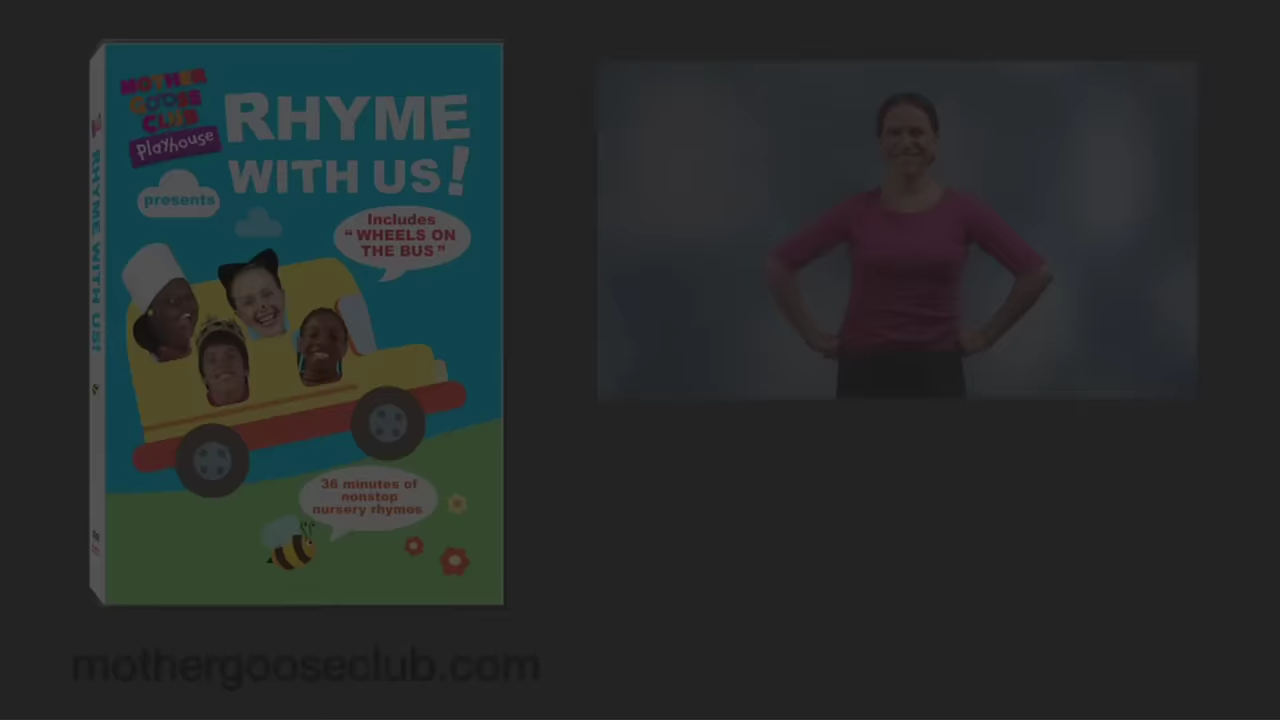 MOTHER
GOOSE
CLUB
playhouse
presents
RHYME
WITH US!
Includes
“WHEELS ON
THE BUS”
36 minutes of
nonstop
nursery rhymes
RHYME WITH US!
mothergooseclub.com